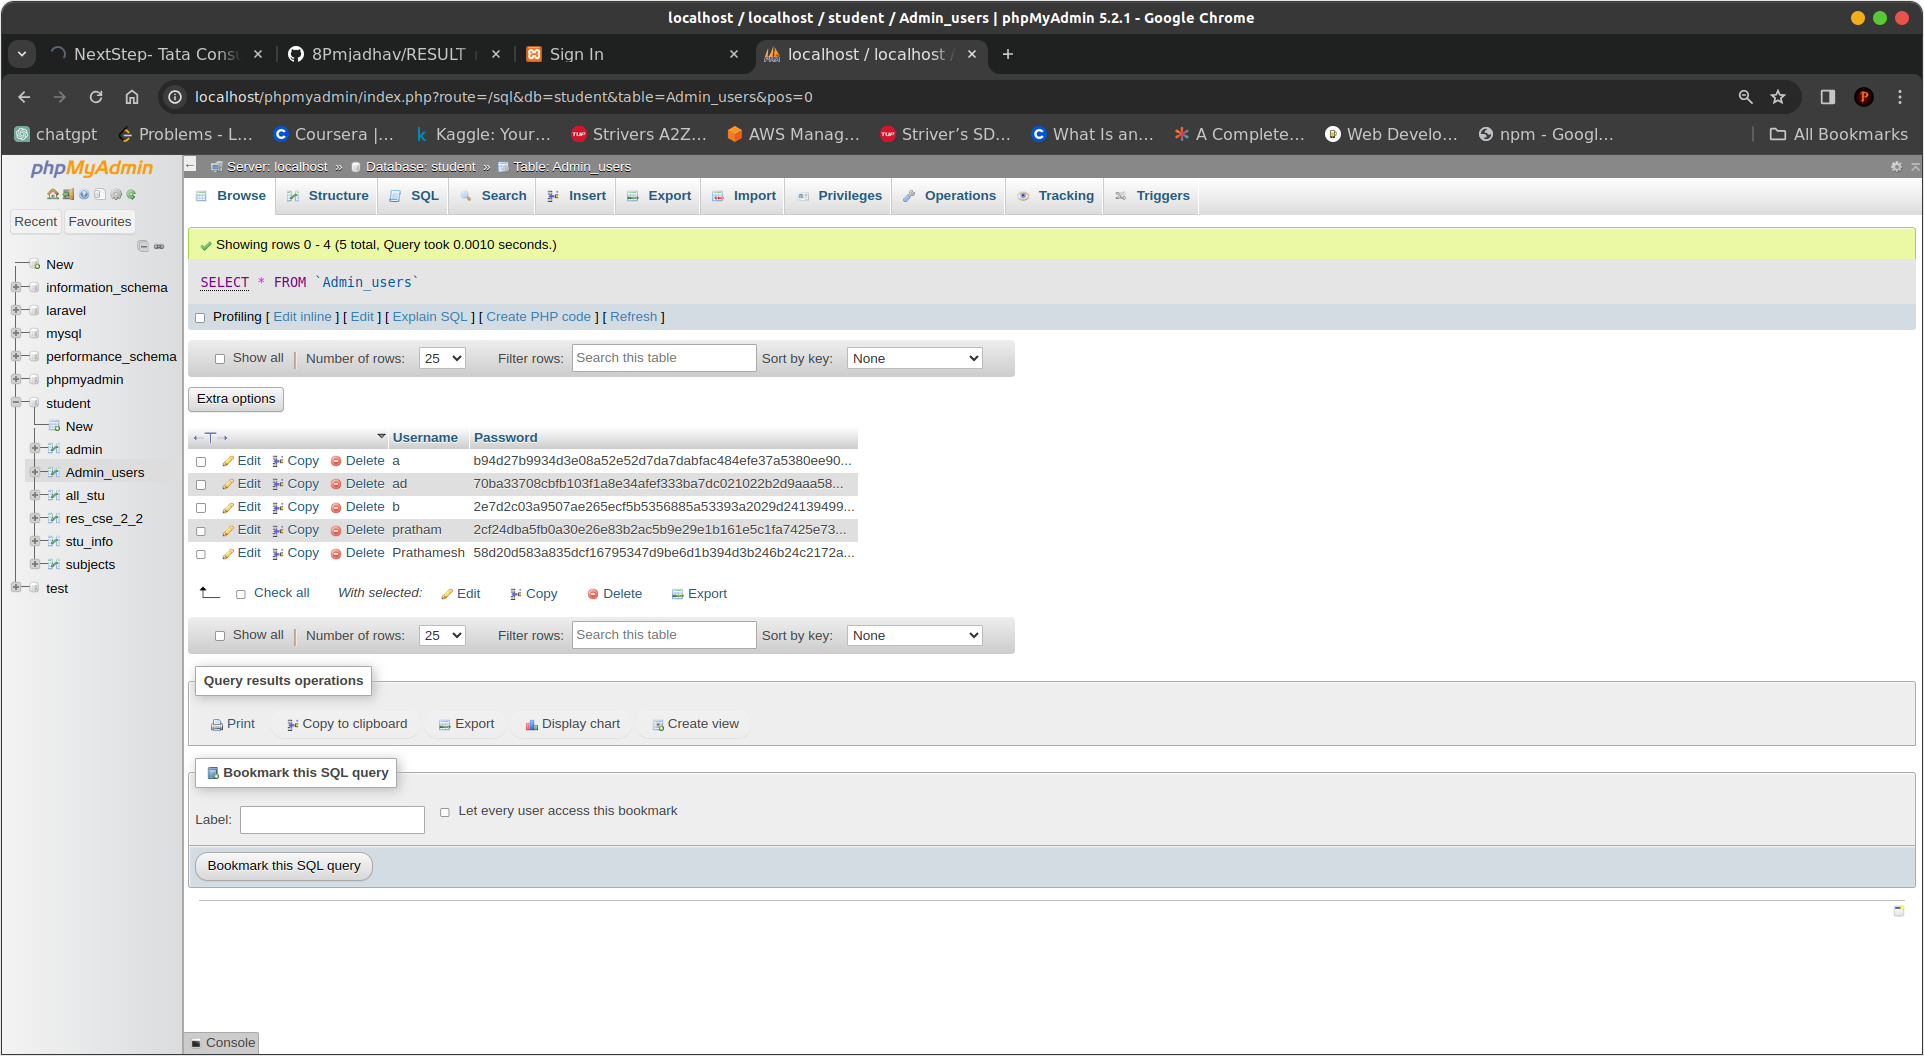 localhost / localhost / student / Admin_users | phpMyAdmin 5.2.1 - Google Chrome
NextStep- Tata Cons
8Pmjadhav/RESULT
Sign In
localhost / localhost /
localhost/phpmyadmin/index.php?route=/sql&db=student&table=Admin_users&pos=0
chatgpt Problems - L... Coursera |... Kaggle: Your... Strivers A2Z... AWS Manag... Striver's SD... What Is an... A Complete... Web Develo... npm - Googl... All Bookmarks
phpMyAdmin
Recent Favourites
New
information_schema
laravel
mysql
performance_schema
phpmyadmin
student
New
admin
Admin_users
all_stu
res_cse_2_2
stu_info
subjects
test
Server: localhost » Database: student » Table: Admin_users
Browse Structure SQL Search Insert Export Import Privileges Operations Tracking Triggers
Showing rows 0 - 4 (5 total, Query took 0.0010 seconds.)
SELECT * FROM `Admin_users`
Profiling [ Edit inline ] [ Edit ] [ Explain SQL ] [ Create PHP code ] [ Refresh ]
Show all | Number of rows: 25 Filter rows: Search this table Sort by key: None
Extra options
←T→ Username Password
Edit Copy Delete a b94d27b9934d3e08a52e52d7da7dabfac484efe37a5380ee90...
Edit Copy Delete ad 70ba33708cbfb103f1a8e34afef333ba7dc021022b2d9aaa58...
Edit Copy Delete b 2e7d2c03a9507ae265ecf5b5356885a53393a2029d24139499...
Edit Copy Delete pratham 2cf24dba5fb0a30e26e83b2ac5b9e29e1b161e5c1fa7425e73...
Edit Copy Delete Prathamesh 58d20d583a835dcf16795347d9be6d1b394d3b246b24c2172a...
Check all With selected: Edit Copy Delete Export
Show all | Number of rows: 25 Filter rows: Search this table Sort by key: None
Query results operations
Print Copy to clipboard Export Display chart Create view
Bookmark this SQL query
Label: Let every user access this bookmark
Bookmark this SQL query
Console